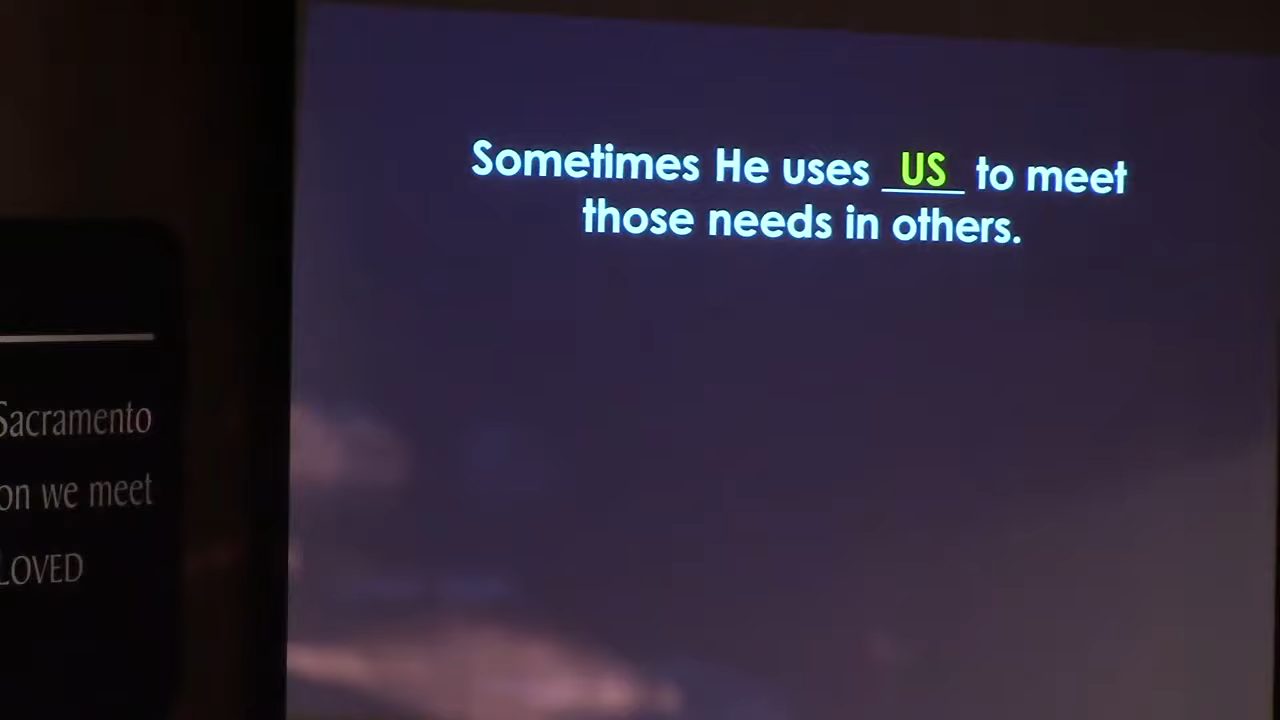 Sometimes He uses US to meet
those needs in others.
Sacramento
on we meet
LOVED